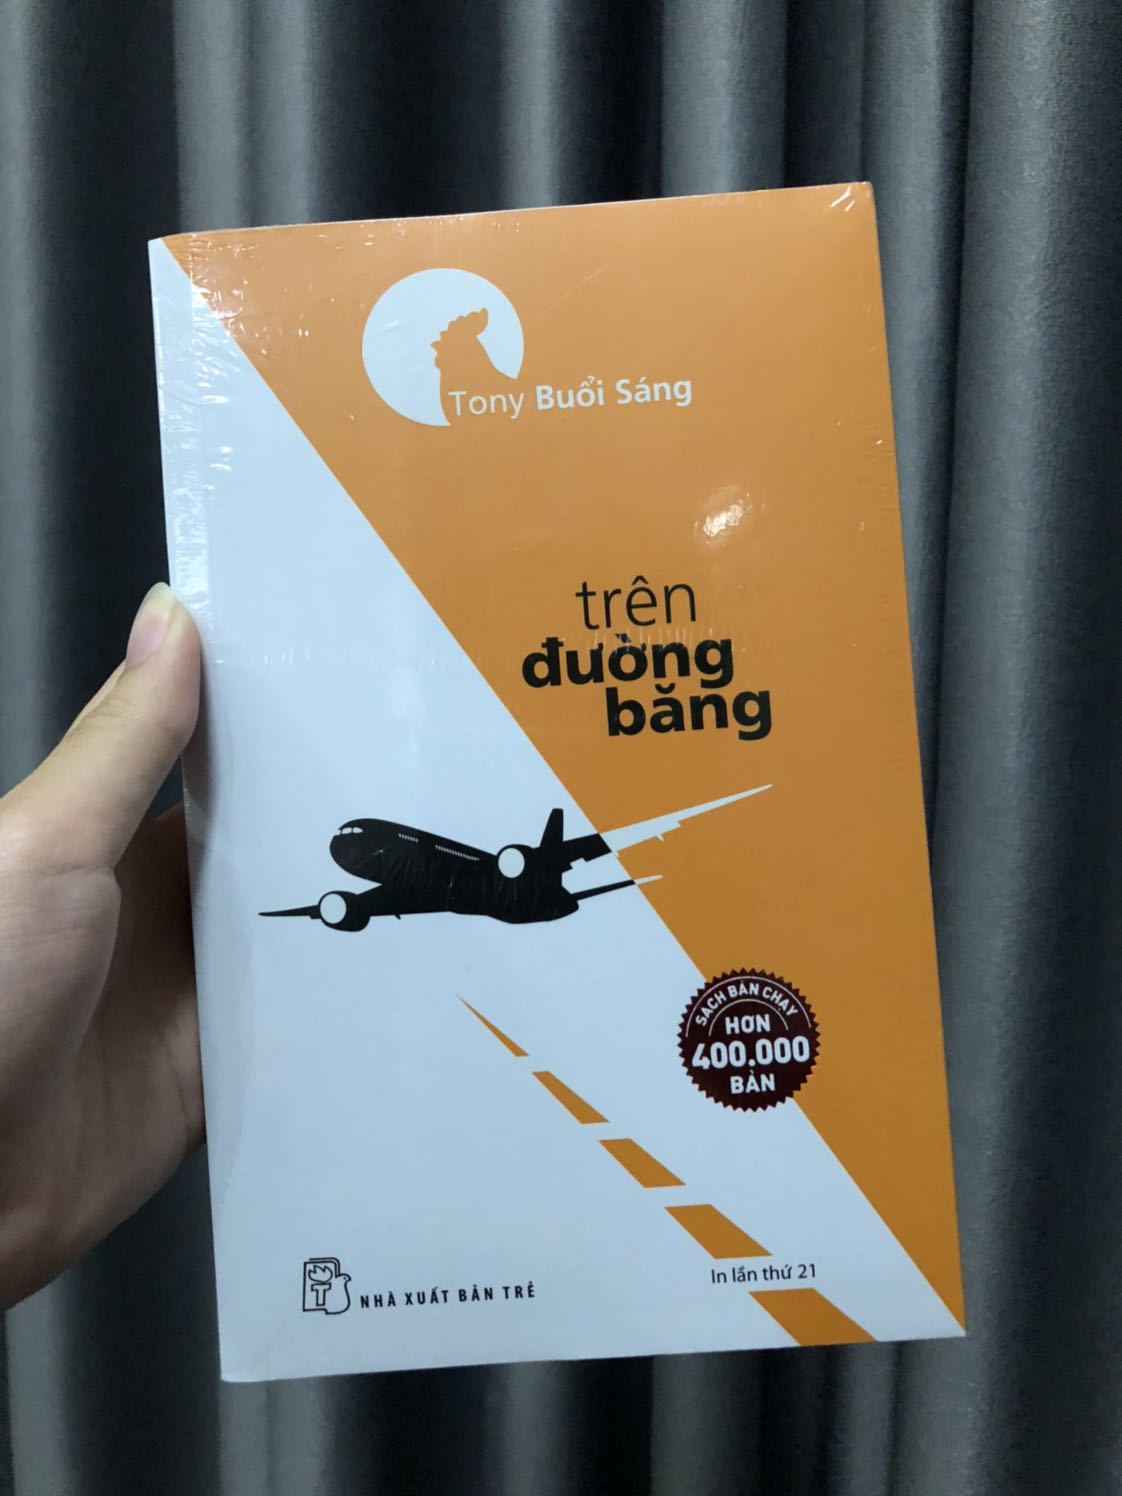 Tony Buổi Sáng
trên
đường
băng
SÁCH BÁN CHẠY
HƠN
400.000
BẢN
In lần thứ 21
T
NHÀ XUẤT BẢN TRẺ